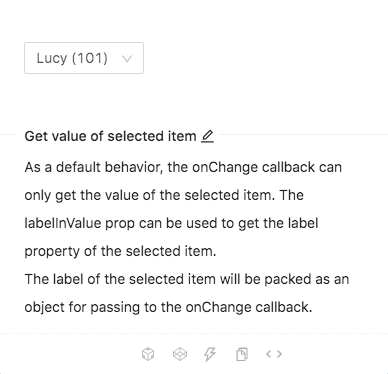 Lucy (101)
Get value of selected item
As a default behavior, the onChange callback can
only get the value of the selected item. The
labelInValue prop can be used to get the label
property of the selected item.
The label of the selected item will be packed as an
object for passing to the onChange callback.